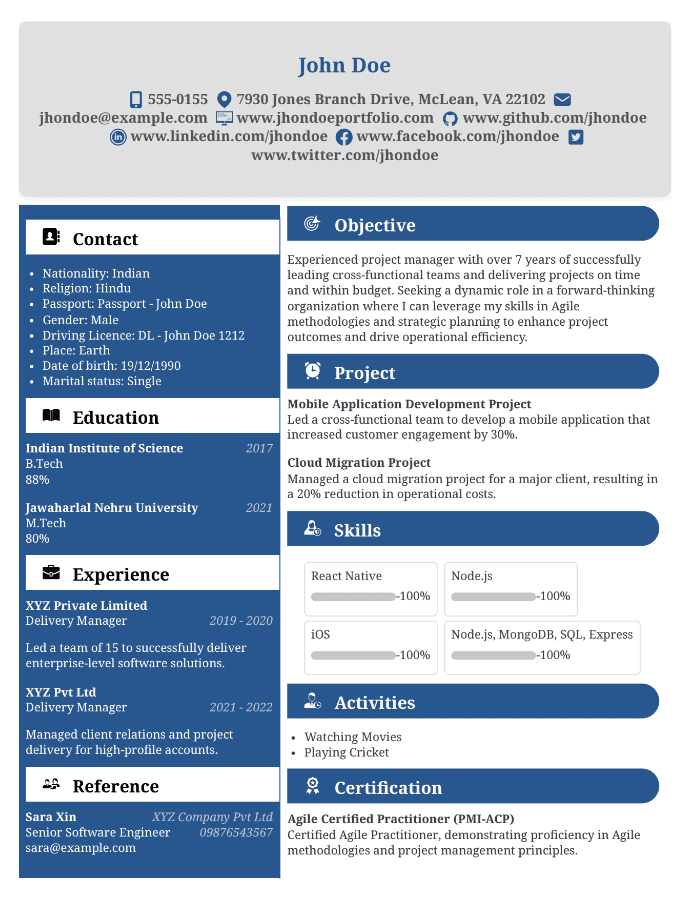 John Doe
555-0155 7930 Jones Branch Drive, McLean, VA 22102
jhondoe@example.com www.jhondoeportfolio.com www.github.com/jhondoe
www.linkedin.com/jhondoe www.facebook.com/jhondoe
www.twitter.com/jhondoe
Contact
• Nationality: Indian
• Religion: Hindu
• Passport: Passport - John Doe
• Gender: Male
• Driving Licence: DL - John Doe 1212
• Place: Earth
• Date of birth: 19/12/1990
• Marital status: Single
Education
Indian Institute of Science 2017
B.Tech
88%
Jawaharlal Nehru University 2021
M.Tech
80%
Experience
XYZ Private Limited
Delivery Manager 2019 - 2020
Led a team of 15 to successfully deliver
enterprise-level software solutions.
XYZ Pvt Ltd
Delivery Manager 2021 - 2022
Managed client relations and project
delivery for high-profile accounts.
Reference
Sara Xin XYZ Company Pvt Ltd
Senior Software Engineer 09876543567
sara@example.com
Objective
Experienced project manager with over 7 years of successfully
leading cross-functional teams and delivering projects on time
and within budget. Seeking a dynamic role in a forward-thinking
organization where I can leverage my skills in Agile
methodologies and strategic planning to enhance project
outcomes and drive operational efficiency.
Project
Mobile Application Development Project
Led a cross-functional team to develop a mobile application that
increased customer engagement by 30%.
Cloud Migration Project
Managed a cloud migration project for a major client, resulting in
a 20% reduction in operational costs.
Skills
React Native
-100%
Node.js
-100%
iOS
-100%
Node.js, MongoDB, SQL, Express
-100%
Activities
• Watching Movies
• Playing Cricket
Certification
Agile Certified Practitioner (PMI-ACP)
Certified Agile Practitioner, demonstrating proficiency in Agile
methodologies and project management principles.